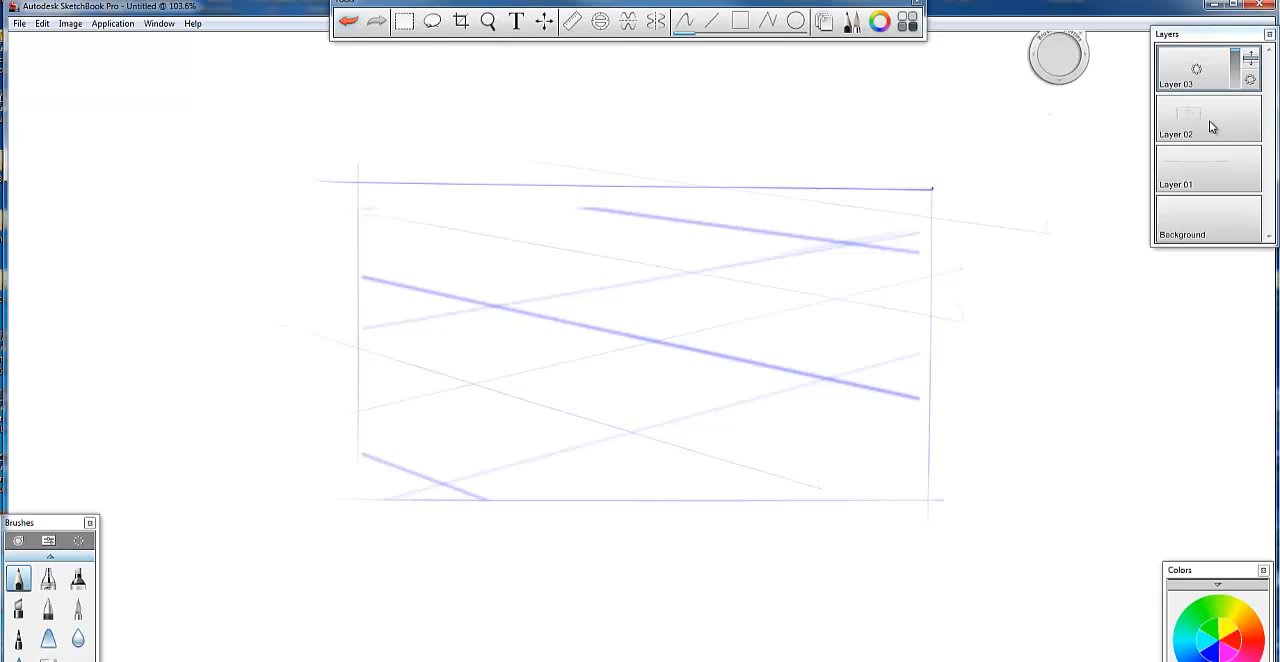 Autodesk SketchBook Pro - Untitled @ 103.6%
File Edit Image Application Window Help
T
Layers
Layer 03
Layer 02
Layer 01
Background
Brushes
Colors